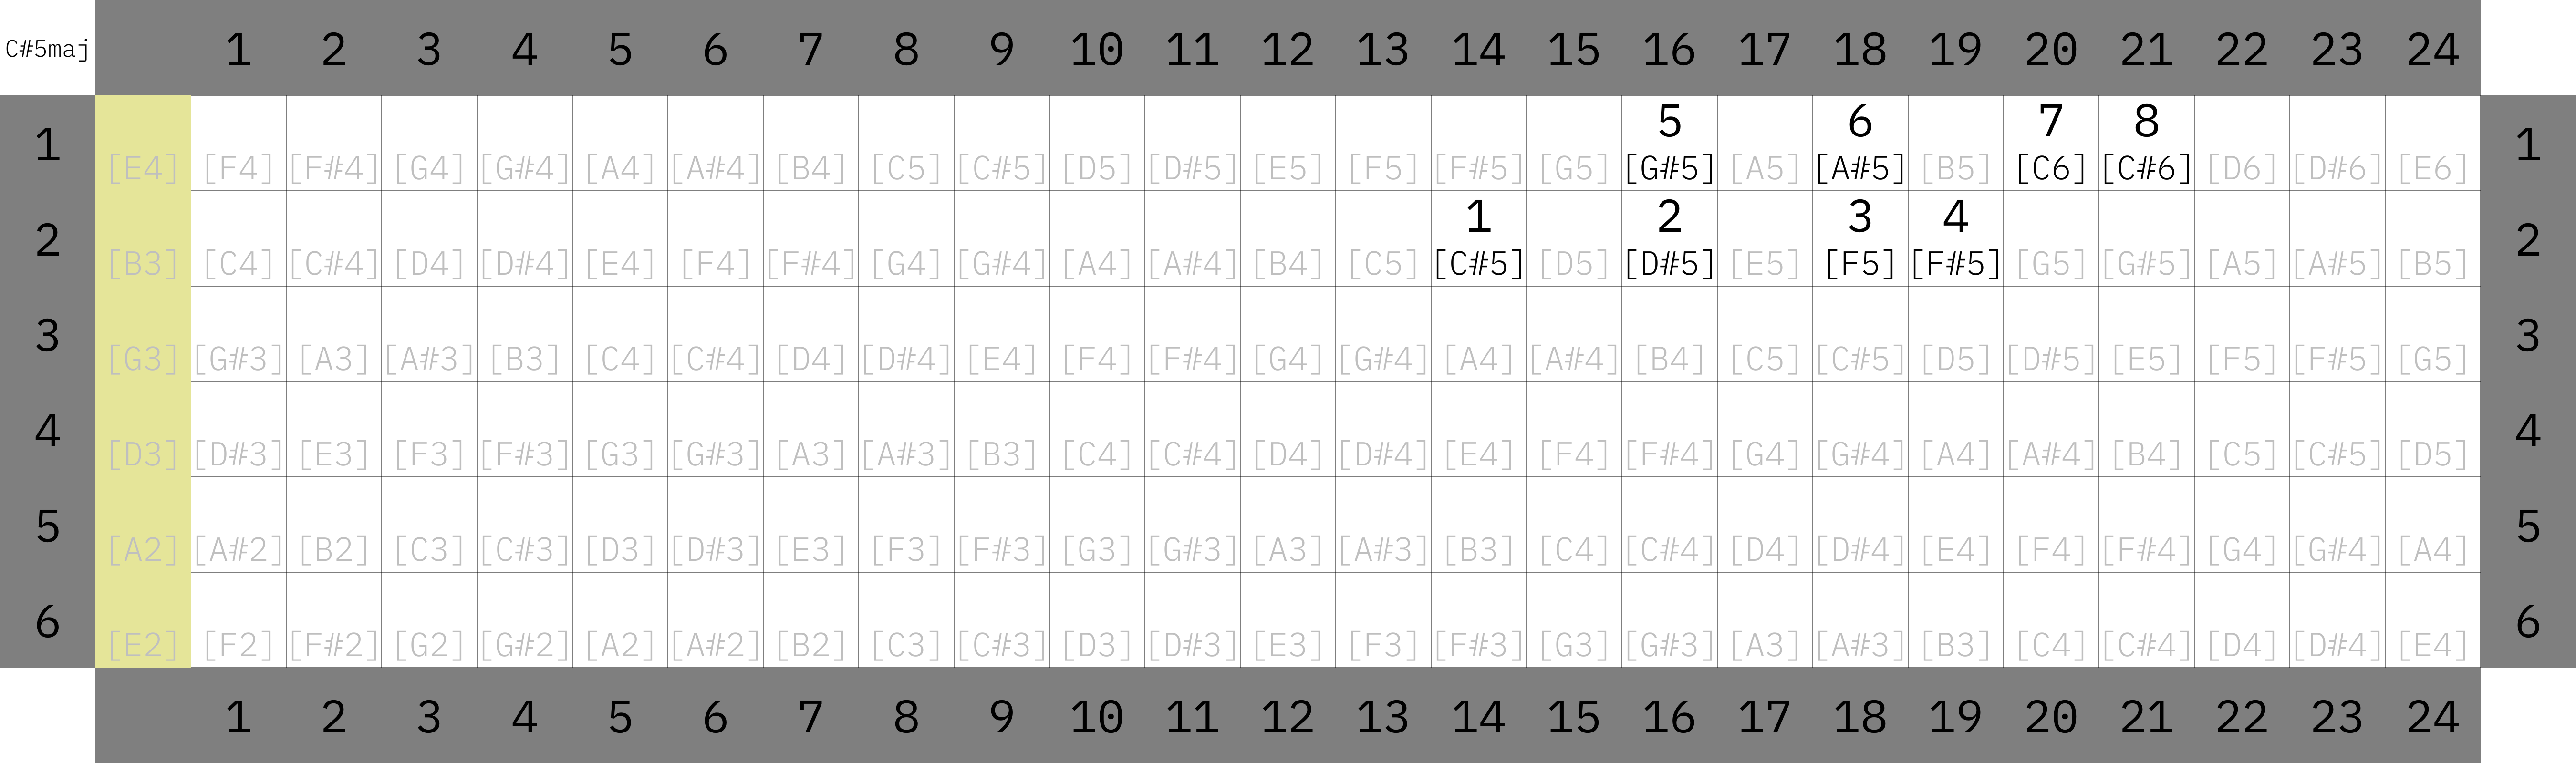 C#5maj 1 2 3 4 5 6 7 8 9 10 11 12 13 14 15 16 17 18 19 20 21 22 23 24
5 6 7 8
1 [E4] [F4] [F#4] [G4] [G#4] [A4] [A#4] [B4] [C5] [C#5] [D5] [D#5] [E5] [F5] [F#5] [G5] [G#5] [A5] [A#5] [B5] [C6] [C#6] [D6] [D#6] [E6] 1
1 2 3 4
2 [B3] [C4] [C#4] [D4] [D#4] [E4] [F4] [F#4] [G4] [G#4] [A4] [A#4] [B4] [C5] [C#5] [D5] [D#5] [E5] [F5] [F#5] [G5] [G#5] [A5] [A#5] [B5] 2
3 [G3] [G#3] [A3] [A#3] [B3] [C4] [C#4] [D4] [D#4] [E4] [F4] [F#4] [G4] [G#4] [A4] [A#4] [B4] [C5] [C#5] [D5] [D#5] [E5] [F5] [F#5] [G5] 3
4 [D3] [D#3] [E3] [F3] [F#3] [G3] [G#3] [A3] [A#3] [B3] [C4] [C#4] [D4] [D#4] [E4] [F4] [F#4] [G4] [G#4] [A4] [A#4] [B4] [C5] [C#5] [D5] 4
5 [A2] [A#2] [B2] [C3] [C#3] [D3] [D#3] [E3] [F3] [F#3] [G3] [G#3] [A3] [A#3] [B3] [C4] [C#4] [D4] [D#4] [E4] [F4] [F#4] [G4] [G#4] [A4] 5
6 [E2] [F2] [F#2] [G2] [G#2] [A2] [A#2] [B2] [C3] [C#3] [D3] [D#3] [E3] [F3] [F#3] [G3] [G#3] [A3] [A#3] [B3] [C4] [C#4] [D4] [D#4] [E4] 6
1 2 3 4 5 6 7 8 9 10 11 12 13 14 15 16 17 18 19 20 21 22 23 24